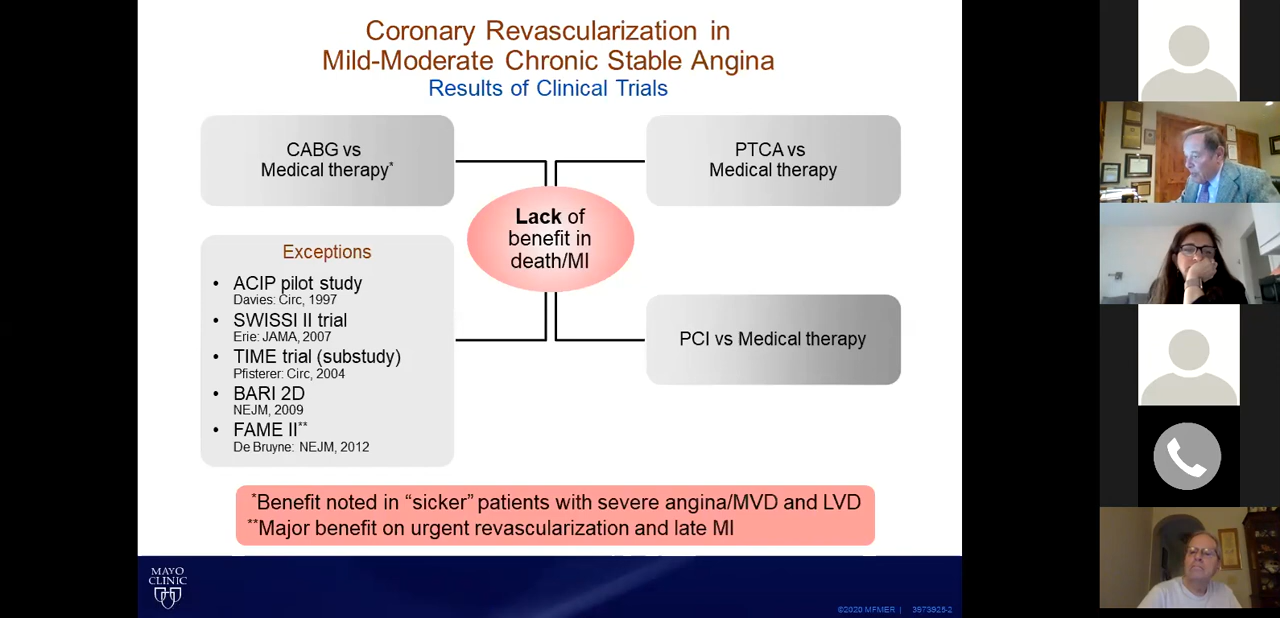 Coronary Revascularization in
Mild-Moderate Chronic Stable Angina
Results of Clinical Trials
CABG vs
Medical therapy*
PTCA vs
Medical therapy
Lack of
benefit in
death/MI
Exceptions
• ACIP pilot study
Davies: Circ, 1997
• SWISSI II trial
Erie: JAMA, 2007
• TIME trial (substudy)
Pfisterer: Circ, 2004
• BARI 2D
NEJM, 2009
• FAME II**
De Bruyne: NEJM, 2012
PCI vs Medical therapy
*Benefit noted in “sicker” patients with severe angina/MVD and LVD
**Major benefit on urgent revascularization and late MI
MAYO
CLINIC
©2020 MFMER | 3973925-2